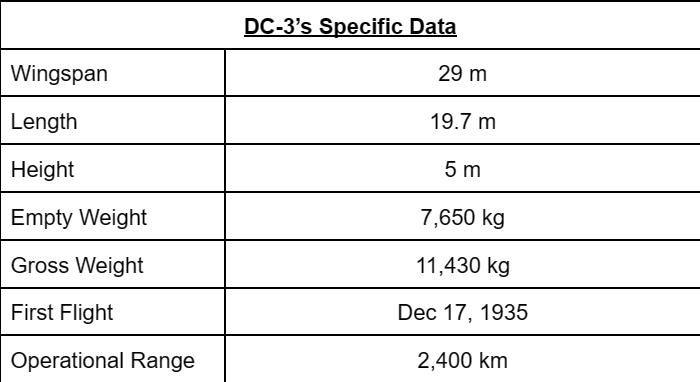 DC-3’s Specific Data
Wingspan 29 m
Length 19.7 m
Height 5 m
Empty Weight 7,650 kg
Gross Weight 11,430 kg
First Flight Dec 17, 1935
Operational Range 2,400 km